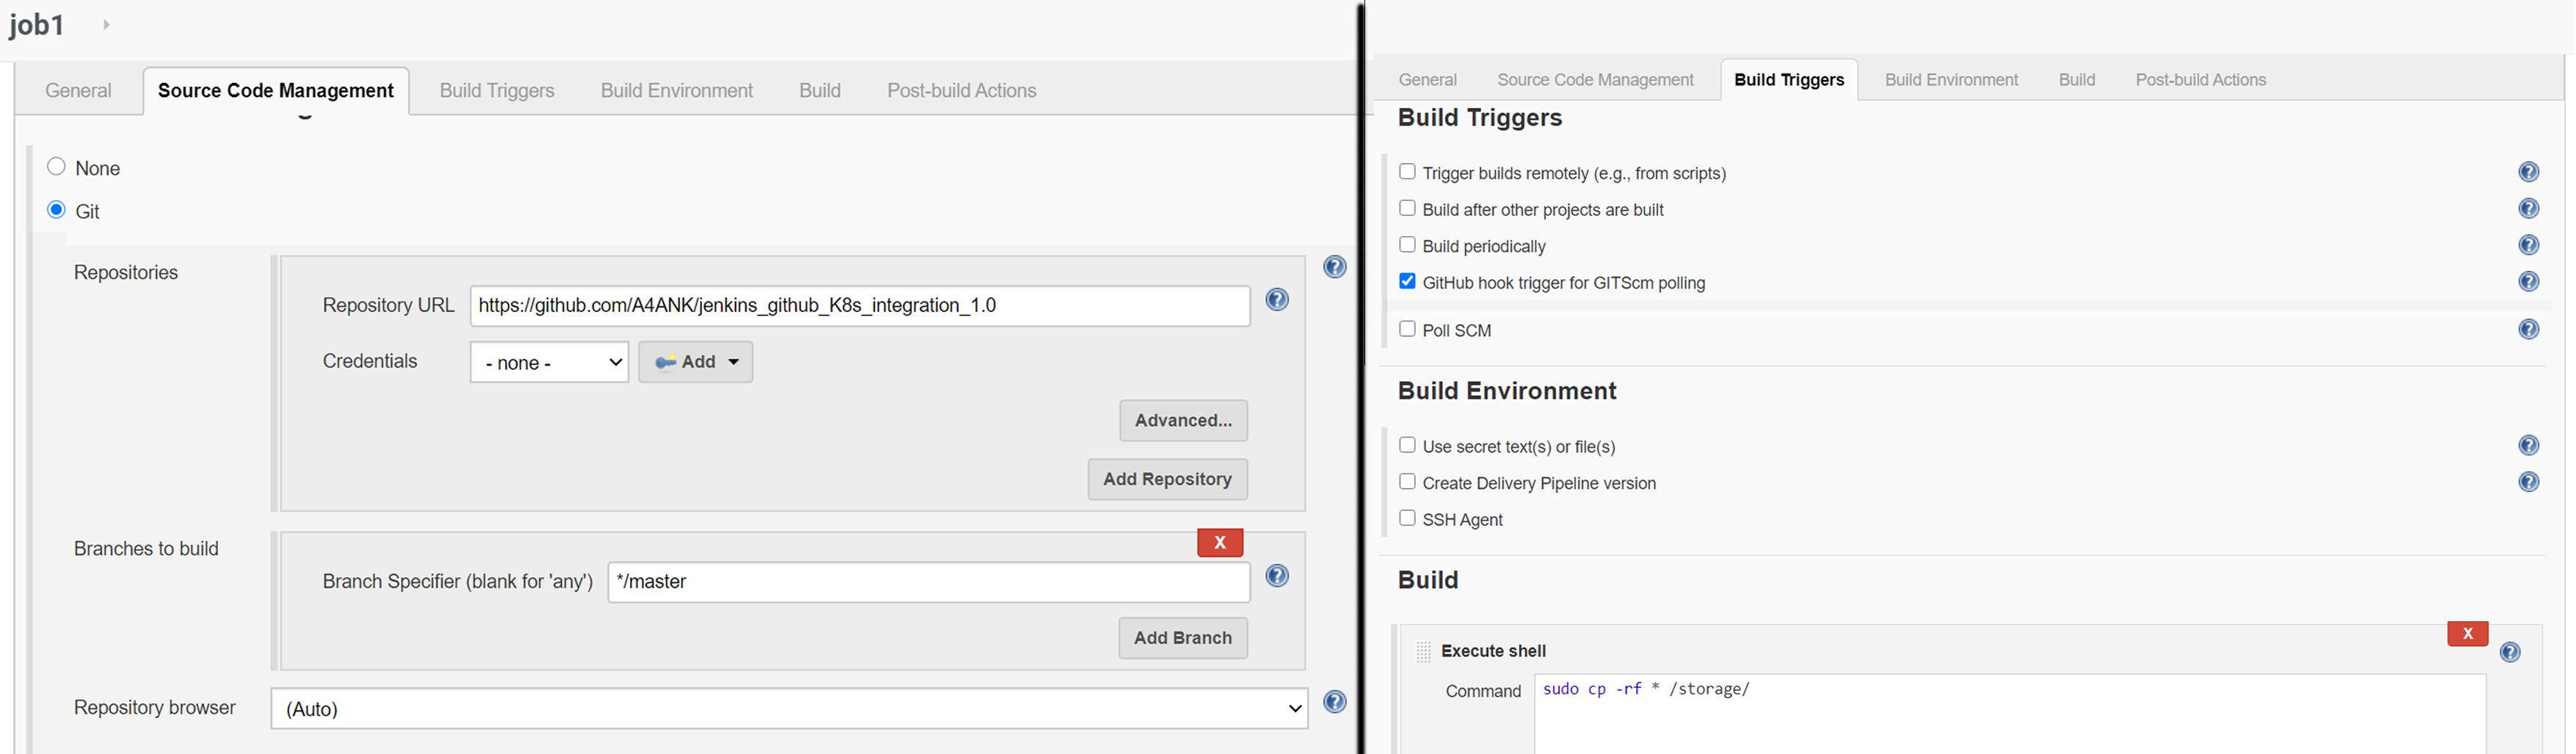 job1
General
Source Code Management
Build Triggers
Build Environment
Build
Post-build Actions
None
Git
Repositories
Repository URL
https://github.com/A4ANK/jenkins_github_K8s_integration_1.0
Credentials
- none -
Add
Advanced...
Add Repository
Branches to build
X
Branch Specifier (blank for 'any')
*/master
Add Branch
Repository browser
(Auto)
General
Source Code Management
Build Triggers
Build Environment
Build
Post-build Actions
Build Triggers
Trigger builds remotely (e.g., from scripts)
Build after other projects are built
Build periodically
GitHub hook trigger for GITScm polling
Poll SCM
Build Environment
Use secret text(s) or file(s)
Create Delivery Pipeline version
SSH Agent
Build
X
Execute shell
Command
sudo cp -rf * /storage/